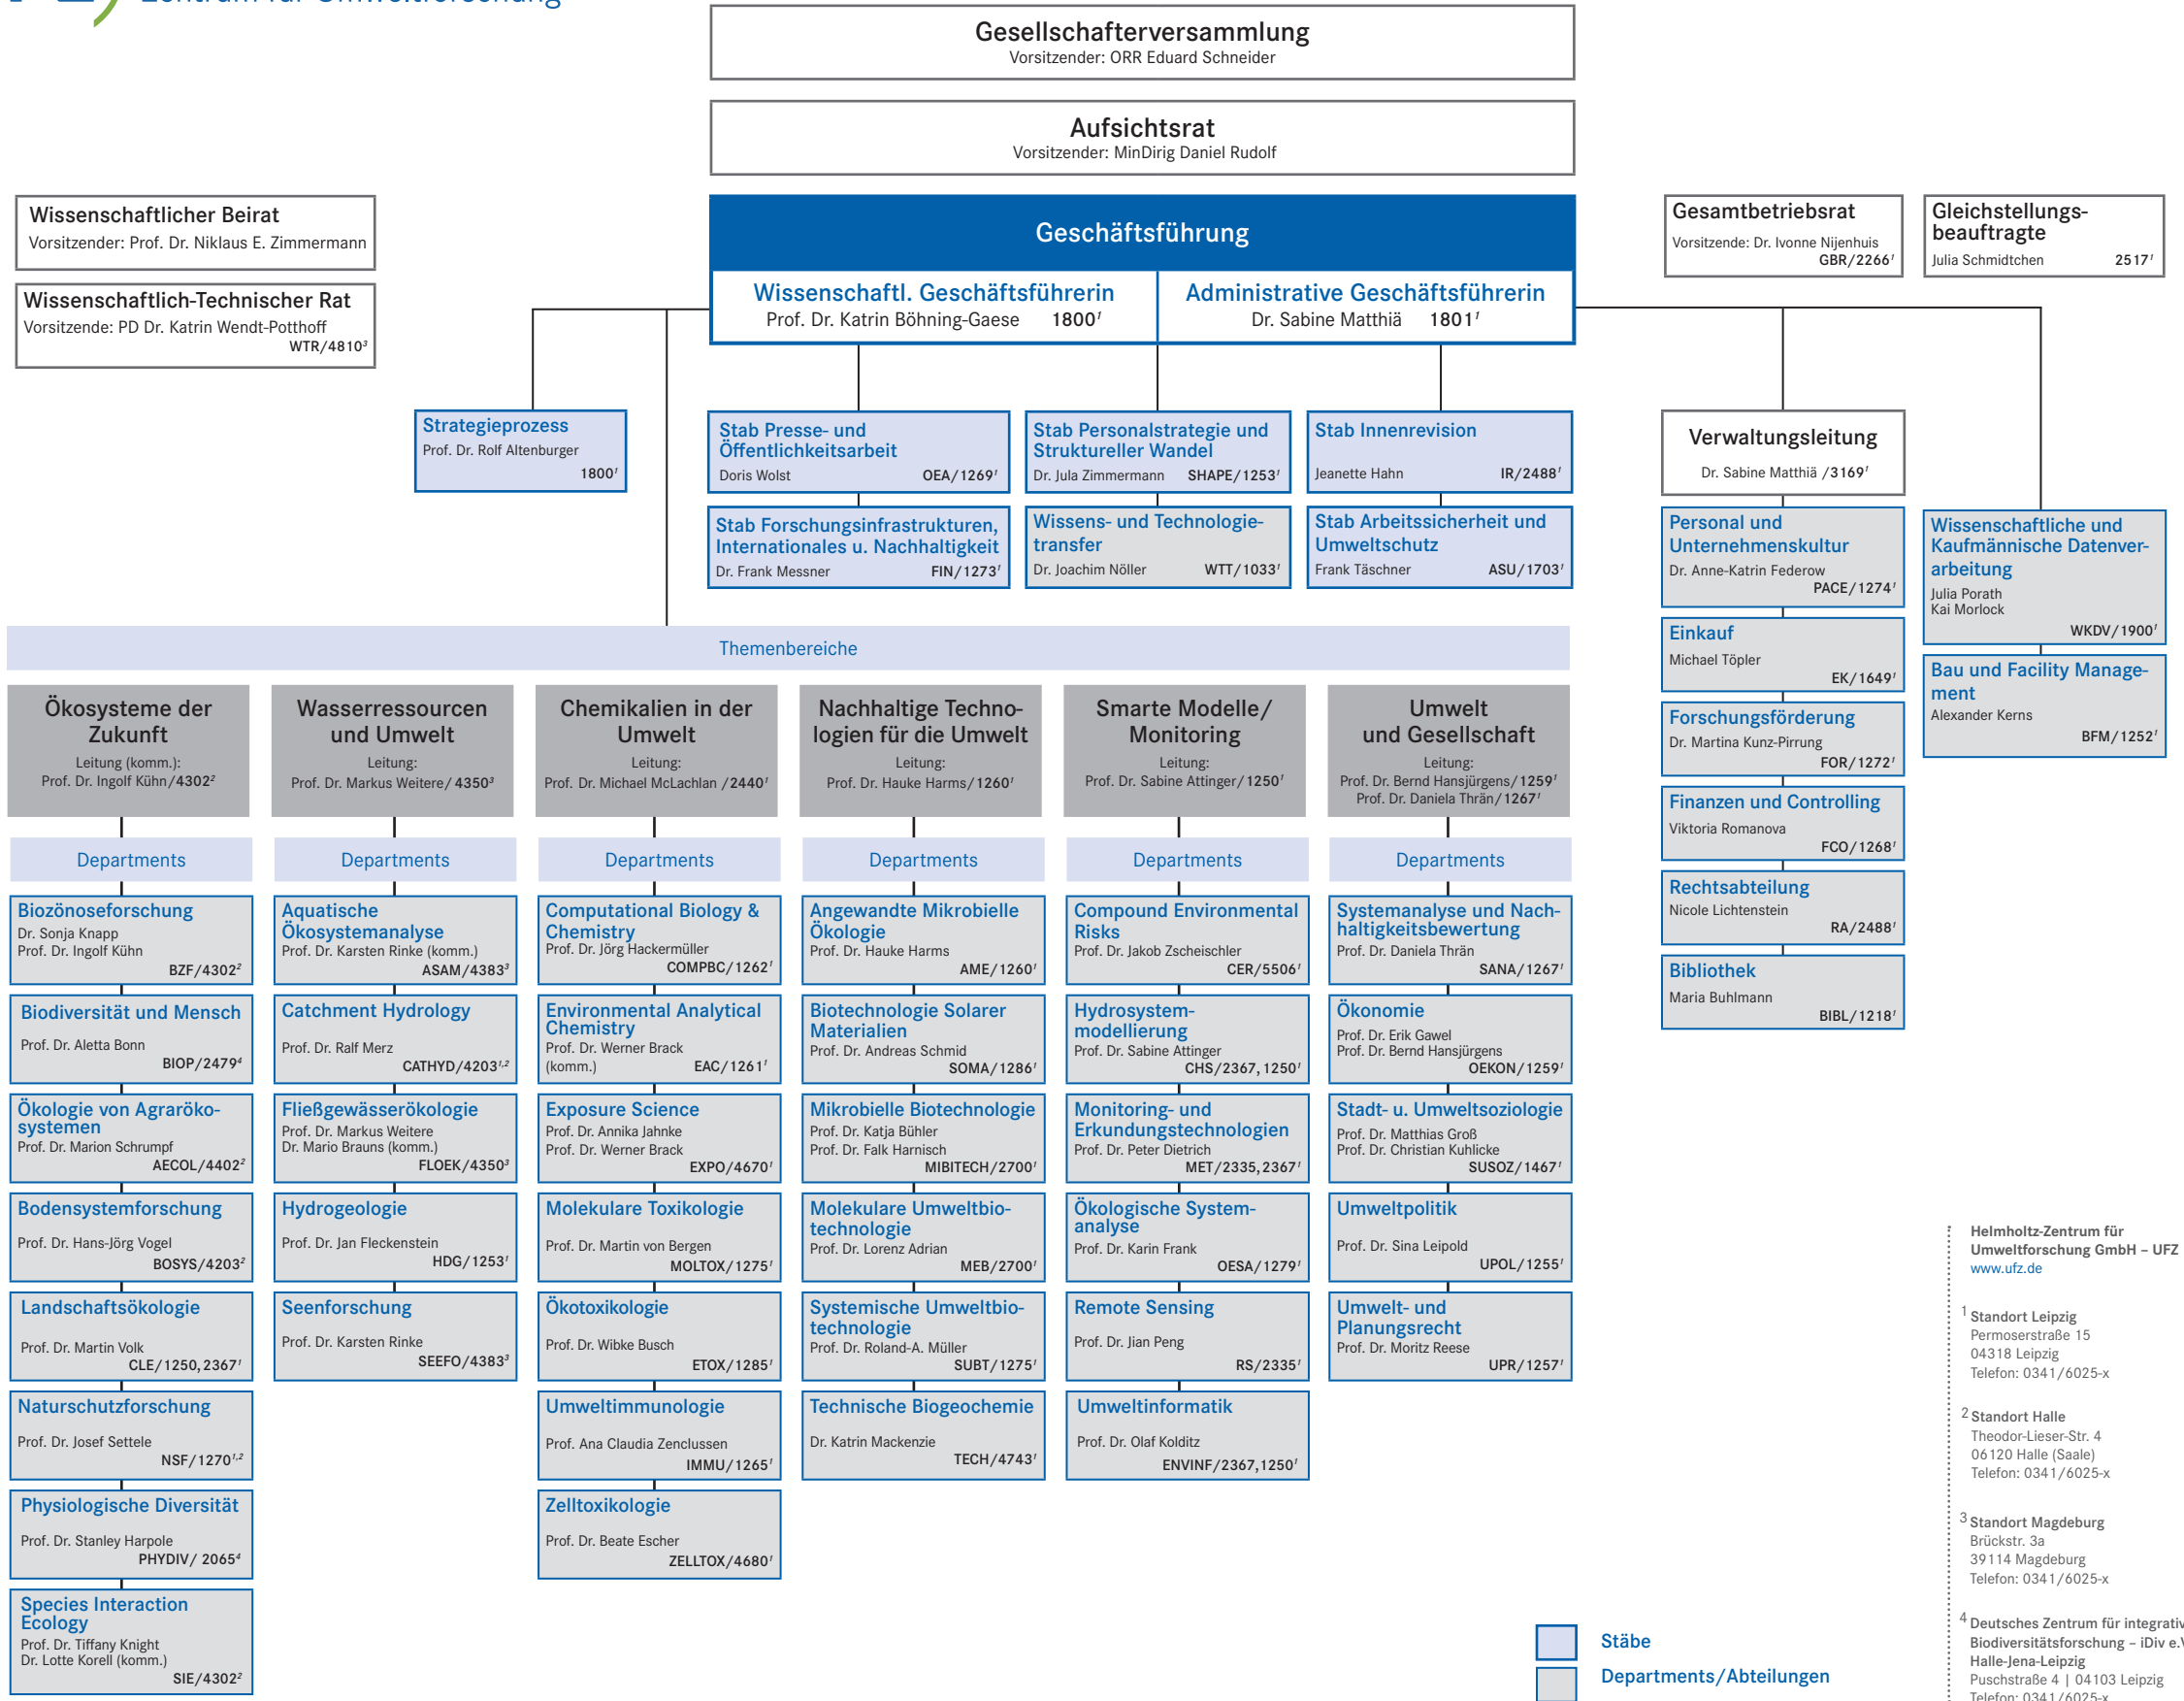 Gesellschafterversammlung
Vorsitzender: ORR Eduard Schneider
Aufsichtsrat
Vorsitzender: MinDirig Daniel Rudolf
Wissenschaftlicher Beirat
Vorsitzender: Prof. Dr. Niklaus E. Zimmermann
Wissenschaftlich-Technischer Rat
Vorsitzende: PD Dr. Katrin Wendt-Potthoff
WTR/4810³
Geschäftsführung
Wissenschaftl. Geschäftsführerin
Prof. Dr. Katrin Böhning-Gaese 1800¹
Administrative Geschäftsführerin
Dr. Sabine Matthiä 1801¹
Gesamtbetriebsrat
Vorsitzende: Dr. Ivonne Nijenhuis
GBR/2266¹
Gleichstellungs-
beauftragte
Julia Schmidtchen 2517¹
Strategieprozess
Prof. Dr. Rolf Altenburger
1800¹
Stab Presse- und
Öffentlichkeitsarbeit
Doris Wolst OEA/1269¹
Stab Personalstrategie und
Struktureller Wandel
Dr. Jula Zimmermann SHAPE/1253¹
Stab Innenrevision
Jeanette Hahn IR/2488¹
Stab Forschungsinfrastrukturen,
Internationales u. Nachhaltigkeit
Dr. Frank Messner FIN/1273¹
Wissens- und Technologie-
transfer
Dr. Joachim Nöller WTT/1033¹
Stab Arbeitssicherheit und
Umweltschutz
Frank Täschner ASU/1703¹
Verwaltungsleitung
Dr. Sabine Matthiä /3169¹
Personal und
Unternehmenskultur
Dr. Anne-Katrin Federow
PACE/1274¹
Einkauf
Michael Töpler
EK/1649¹
Forschungsförderung
Dr. Martina Kunz-Pirrung
FOR/1272¹
Finanzen und Controlling
Viktoria Romanova
FCO/1268¹
Rechtsabteilung
Nicole Lichtenstein
RA/2488¹
Bibliothek
Maria Buhlmann
BIBL/1218¹
Wissenschaftliche und
Kaufmännische Datenver-
arbeitung
Julia Porath
Kai Morlock
WKDV/1900¹
Bau und Facility Manage-
ment
Alexander Kerns
BFM/1252¹
Themenbereiche
Ökosysteme der
Zukunft
Leitung (komm.):
Prof. Dr. Ingolf Kühn/4302²
Departments
Biozönoseforschung
Dr. Sonja Knapp
Prof. Dr. Ingolf Kühn
BZF/4302²
Biodiversität und Mensch
Prof. Dr. Aletta Bonn
BIOP/2479⁴
Ökologie von Agraröko-
systemen
Prof. Dr. Marion Schrumpf
AECOL/4402²
Bodensystemforschung
Prof. Dr. Hans-Jörg Vogel
BOSYS/4203²
Landschaftsökologie
Prof. Dr. Martin Volk
CLE/1250, 2367¹
Naturschutzforschung
Prof. Dr. Josef Settele
NSF/1270¹,²
Physiologische Diversität
Prof. Dr. Stanley Harpole
PHYDIV/ 2065⁴
Species Interaction
Ecology
Prof. Dr. Tiffany Knight
Dr. Lotte Korell (komm.)
SIE/4302²
Wasserressourcen
und Umwelt
Leitung:
Prof. Dr. Markus Weitere/ 4350³
Departments
Aquatische
Ökosystemanalyse
Prof. Dr. Karsten Rinke (komm.)
ASAM/4383³
Catchment Hydrology
Prof. Dr. Ralf Merz
CATHYD/4203¹,²
Fließgewässerökologie
Prof. Dr. Markus Weitere
Dr. Mario Brauns (komm.)
FLOEK/4350³
Hydrogeologie
Prof. Dr. Jan Fleckenstein
HDG/1253¹
Seenforschung
Prof. Dr. Karsten Rinke
SEEFO/4383³
Chemikalien in der
Umwelt
Leitung:
Prof. Dr. Michael McLachlan /2440¹
Departments
Computational Biology &
Chemistry
Prof. Dr. Jörg Hackermüller
COMPBC/1262¹
Environmental Analytical
Chemistry
Prof. Dr. Werner Brack
(komm.) EAC/1261¹
Exposure Science
Prof. Dr. Annika Jahnke
Prof. Dr. Werner Brack
EXPO/4670¹
Molekulare Toxikologie
Prof. Dr. Martin von Bergen
MOLTOX/1275¹
Ökotoxikologie
Prof. Dr. Wibke Busch
ETOX/1285¹
Umweltimmunologie
Prof. Ana Claudia Zenclussen
IMMU/1265¹
Zelltoxikologie
Prof. Dr. Beate Escher
ZELLTOX/4680¹
Nachhaltige Techno-
logien für die Umwelt
Leitung:
Prof. Dr. Hauke Harms/1260¹
Departments
Angewandte Mikrobielle
Ökologie
Prof. Dr. Hauke Harms
AME/1260¹
Biotechnologie Solarer
Materialien
Prof. Dr. Andreas Schmid
SOMA/1286¹
Mikrobielle Biotechnologie
Prof. Dr. Katja Bühler
Prof. Dr. Falk Harnisch
MIBITECH/2700¹
Molekulare Umweltbio-
technologie
Prof. Dr. Lorenz Adrian
MEB/2700¹
Systemische Umweltbio-
technologie
Prof. Dr. Roland-A. Müller
SUBT/1275¹
Technische Biogeochemie
Dr. Katrin Mackenzie
TECH/4743¹
Smarte Modelle/
Monitoring
Leitung:
Prof. Dr. Sabine Attinger/1250¹
Departments
Compound Environmental
Risks
Prof. Dr. Jakob Zscheischler
CER/5506¹
Hydrosystem-
modellierung
Prof. Dr. Sabine Attinger
CHS/2367, 1250¹
Monitoring- und
Erkundungstechnologien
Prof. Dr. Peter Dietrich
MET/2335, 2367¹
Ökologische System-
analyse
Prof. Dr. Karin Frank
OESA/1279¹
Remote Sensing
Prof. Dr. Jian Peng
RS/2335¹
Umweltinformatik
Prof. Dr. Olaf Kolditz
ENVINF/2367,1250¹
Umwelt
und Gesellschaft
Leitung:
Prof. Dr. Bernd Hansjürgens/1259¹
Prof. Dr. Daniela Thrän/1267¹
Departments
Systemanalyse und Nach-
haltigkeitsbewertung
Prof. Dr. Daniela Thrän
SANA/1267¹
Ökonomie
Prof. Dr. Erik Gawel
Prof. Dr. Bernd Hansjürgens
OEKON/1259¹
Stadt- u. Umweltsoziologie
Prof. Dr. Matthias Groß
Prof. Dr. Christian Kuhlicke
SUSOZ/1467¹
Umweltpolitik
Prof. Dr. Sina Leipold
UPOL/1255¹
Umwelt- und
Planungsrecht
Prof. Dr. Moritz Reese
UPR/1257¹
Stäbe
Departments/Abteilungen
Helmholtz-Zentrum für
Umweltforschung GmbH – UFZ
www.ufz.de
¹ Standort Leipzig
Permoserstraße 15
04318 Leipzig
Telefon: 0341/6025-x
² Standort Halle
Theodor-Lieser-Str. 4
06120 Halle (Saale)
Telefon: 0341/6025-x
³ Standort Magdeburg
Brückstr. 3a
39114 Magdeburg
Telefon: 0341/6025-x
⁴ Deutsches Zentrum für integrativ
Biodiversitätsforschung – iDiv e.V
Halle-Jena-Leipzig
Puschstraße 4 | 04103 Leipzig
Telefon: 0341/6025-x